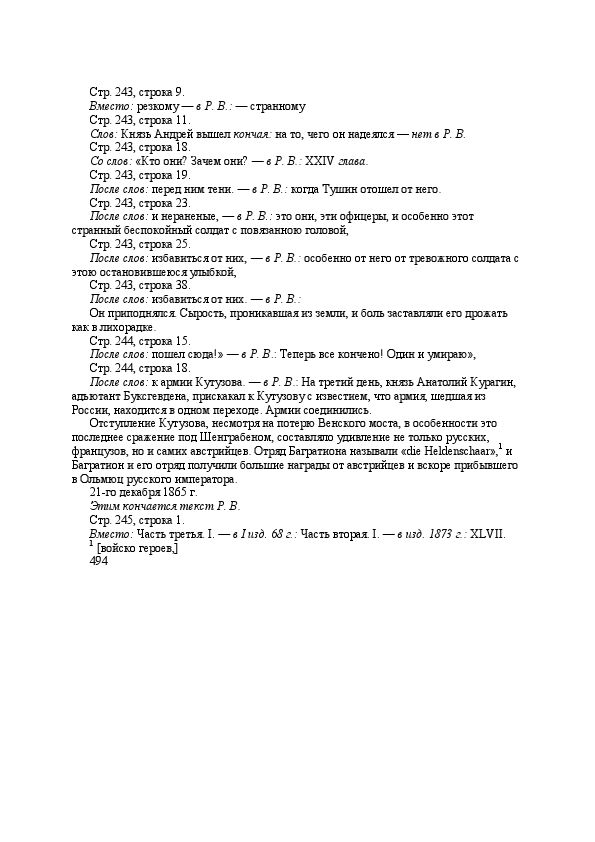 Стр. 243, строка 9.
Вместо: резкому — в Р. В.: — странному
Стр. 243, строка 11.
Слов: Князь Андрей вышел кончая: на то, чего он надеялся — нет в Р. В.
Стр. 243, строка 18.
Со слов: «Кто они? Зачем они? — в Р. В.: XXIV глава.
Стр. 243, строка 19.
После слов: перед ним тени. — в Р. В.: когда Тушин отошел от него.
Стр. 243, строка 23.
После слов: и нераненые, — в Р. В.: это они, эти офицеры, и особенно этот
странный беспокойный солдат с повязанною головой,
Стр. 243, строка 25.
После слов: избавиться от них, — в Р. В.: особенно от него от тревожного солдата с
этою остановившеюся улыбкой,
Стр. 243, строка 38.
После слов: избавиться от них. — в Р. В.:
Он приподнялся. Сырость, проникавшая из земли, и боль заставляли его дрожать
как в лихорадке.
Стр. 244, строка 15.
После слов: пошел сюда!» — в Р. В.: Теперь все кончено! Один и умираю»,
Стр. 244, строка 18.
После слов: к армии Кутузова. — в Р. В.: На третий день, князь Анатолий Курагин,
адъютант Буксгевдена, прискакал к Кутузову с известием, что армия, шедшая из
России, находится в одном переходе. Армии соединились.
Отступление Кутузова, несмотря на потерю Венского моста, в особенности это
последнее сражение под Шенграбеном, составляло удивление не только русских,
французов, но и самих австрийцев. Отряд Багратиона называли «die Heldenschaar»,1 и
Багратион и его отряд получили большие награды от австрийцев и вскоре прибывшего
в Ольмюц русского императора.
21-го декабря 1865 г.
Этим кончается текст Р. В.
Стр. 245, строка 1.
Вместо: Часть третья. I. — в I изд. 68 г.: Часть вторая. I. — в изд. 1873 г.: XLVII.
1 [войско героев,]
494